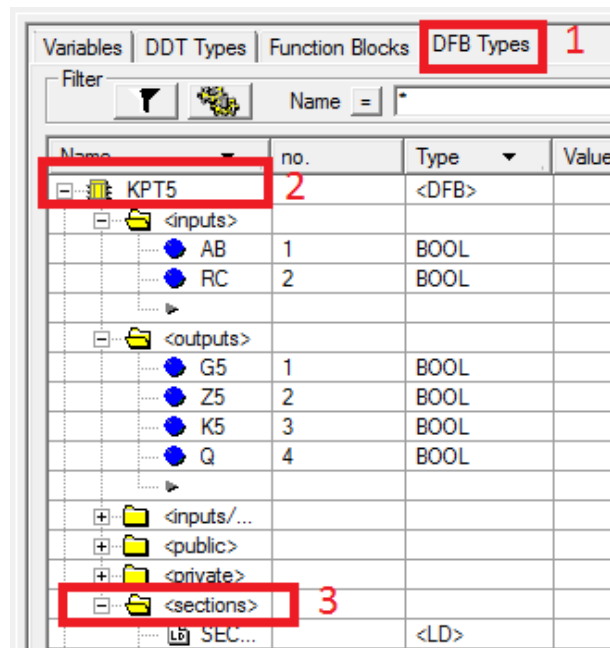 Variables DDT Types Function Blocks DFB Types 1
Filter
Name = *
Name no. Type Value
KPT5 2 <DFB>
<inputs>
AB 1 BOOL
RC 2 BOOL
<outputs>
G5 1 BOOL
Z5 2 BOOL
K5 3 BOOL
Q 4 BOOL
<inputs/...
<public>
<private>
<sections> 3
SEC... <LD>